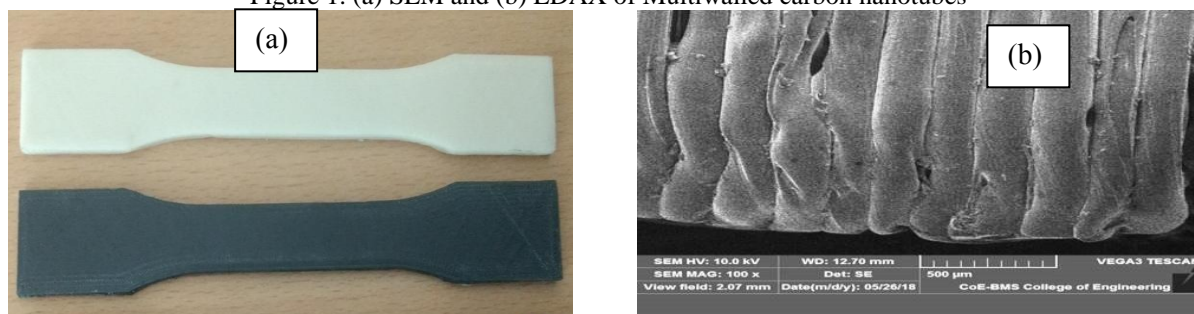 Figure 1. (a) SEM and (b) EDAX of Multiwalled carbon nanotubes
(a)
(b)
SEM HV: 10.0 kV WD: 12.70 mm VEGA3 TESCAN
SEM MAG: 100 x Det: SE 500 µm
View field: 2.07 mm Date(m/d/y): 05/26/18 CoE-BMS College of Engineering